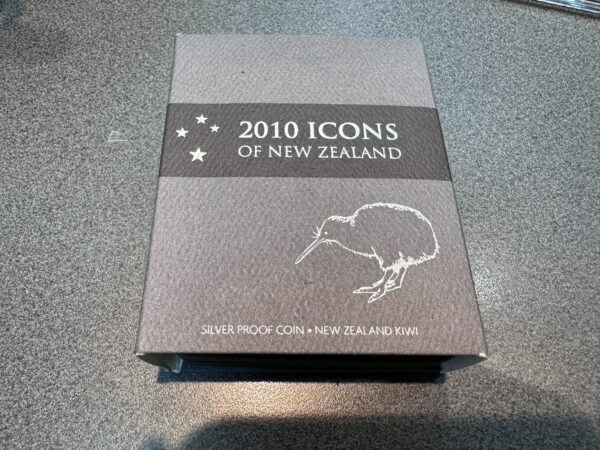 2010 ICONS
OF NEW ZEALAND
SILVER PROOF COIN • NEW ZEALAND KIWI